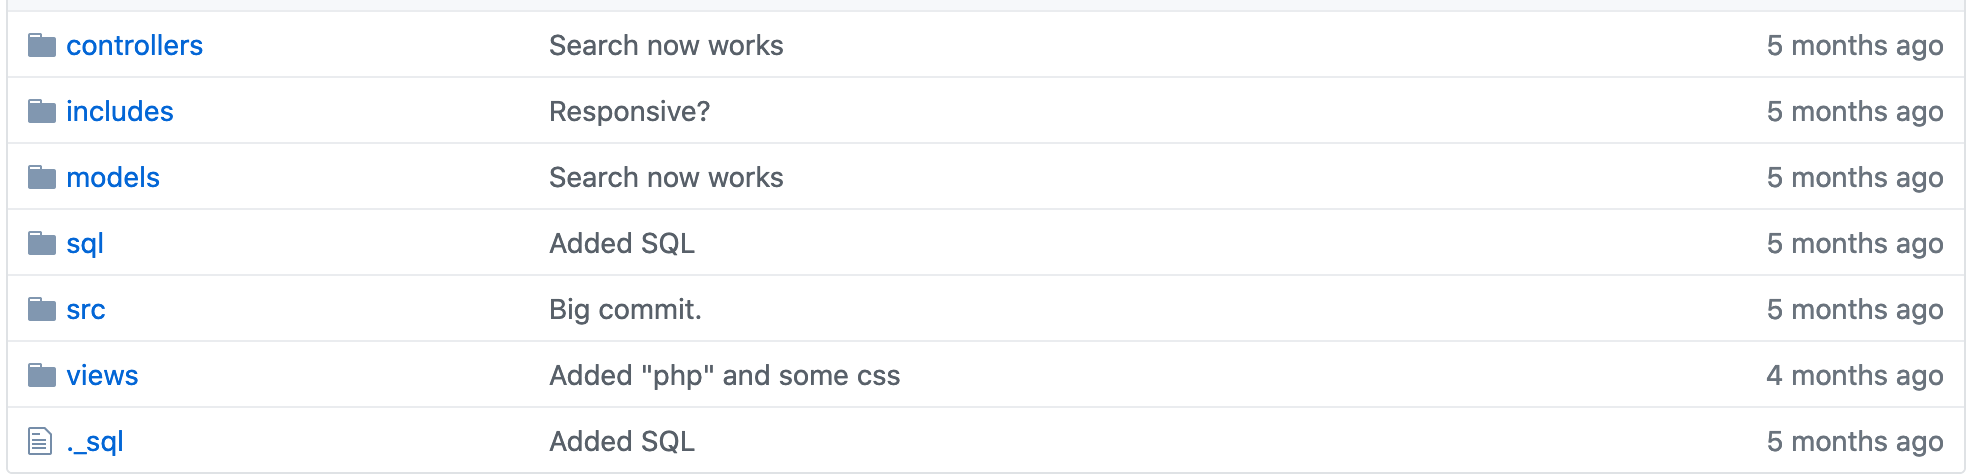 controllers Search now works 5 months ago
includes Responsive? 5 months ago
models Search now works 5 months ago
sql Added SQL 5 months ago
src Big commit. 5 months ago
views Added "php" and some css 4 months ago
._sql Added SQL 5 months ago